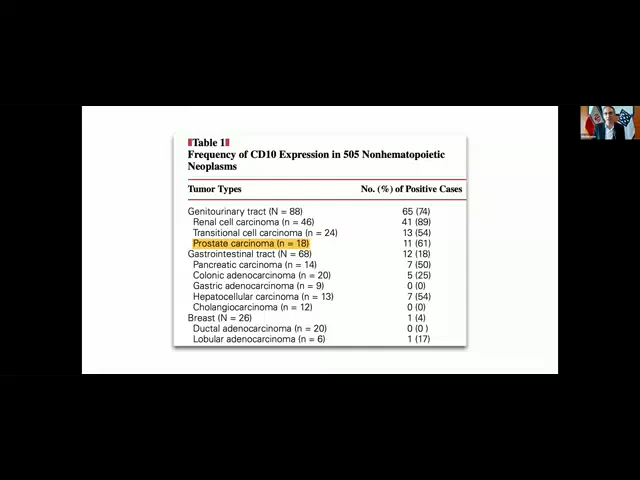 Table 1
Frequency of CD10 Expression in 505 Nonhematopoietic
Neoplasms
Tumor Types No. (%) of Positive Cases
Genitourinary tract (N = 88) 65 (74)
Renal cell carcinoma (n = 46) 41 (89)
Transitional cell carcinoma (n = 24) 13 (54)
Prostate carcinoma (n = 18) 11 (61)
Gastrointestinal tract (N = 68) 12 (18)
Pancreatic carcinoma (n = 14) 7 (50)
Colonic adenocarcinoma (n = 20) 5 (25)
Gastric adenocarcinoma (n = 9) 0 (0)
Hepatocellular carcinoma (n = 13) 7 (54)
Cholangiocarcinoma (n = 12) 0 (0)
Breast (N = 26) 1 (4)
Ductal adenocarcinoma (n = 20) 0 (0 )
Lobular adenocarcinoma (n = 6) 1 (17)